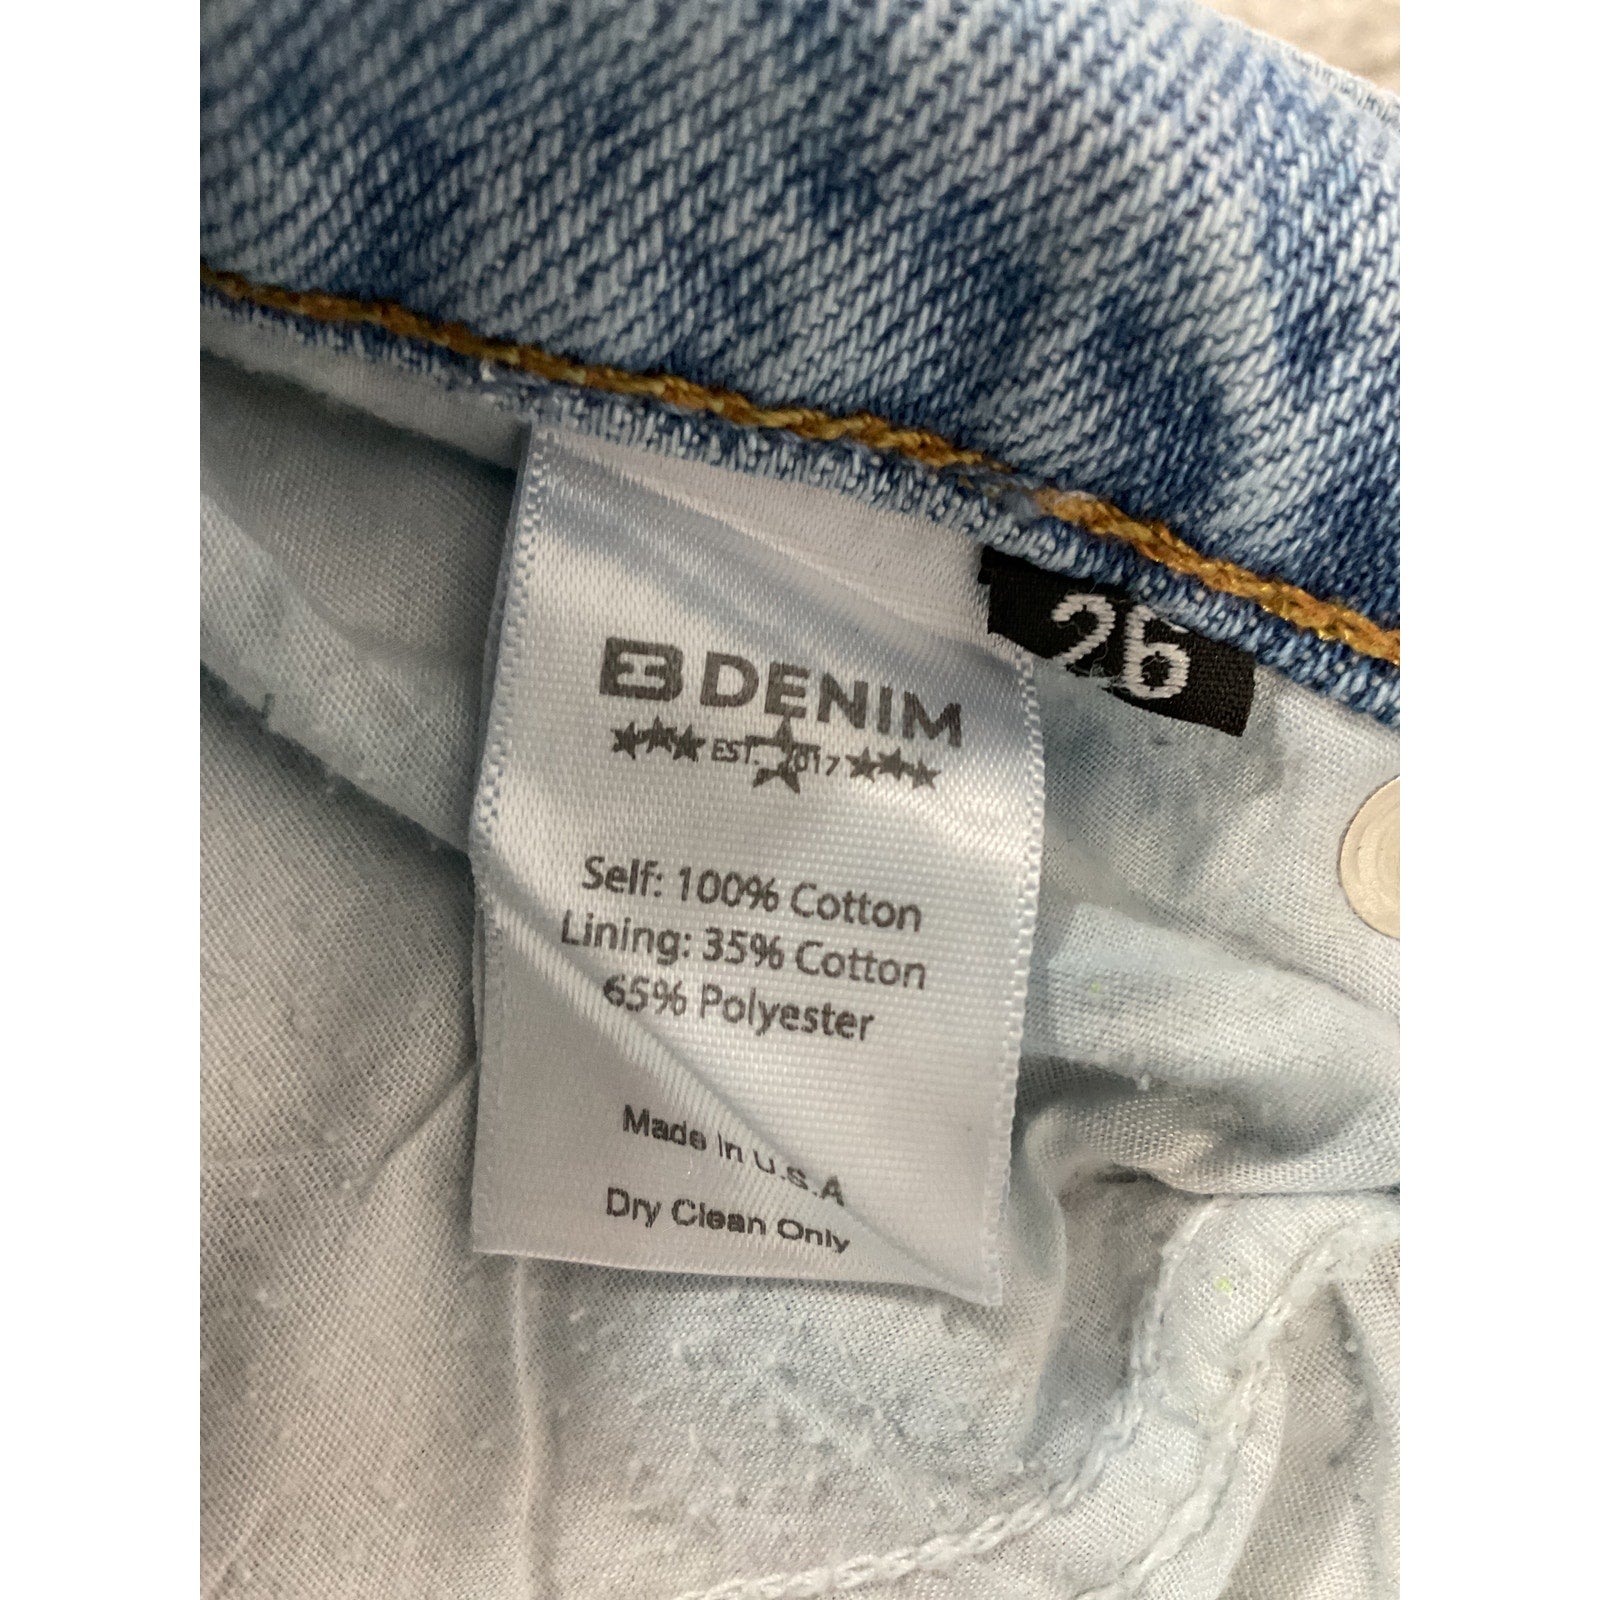 EB DENIM
EST. 2017
26
Self: 100% Cotton
Lining: 35% Cotton
65% Polyester
Made In U.S.A
Dry Clean Only